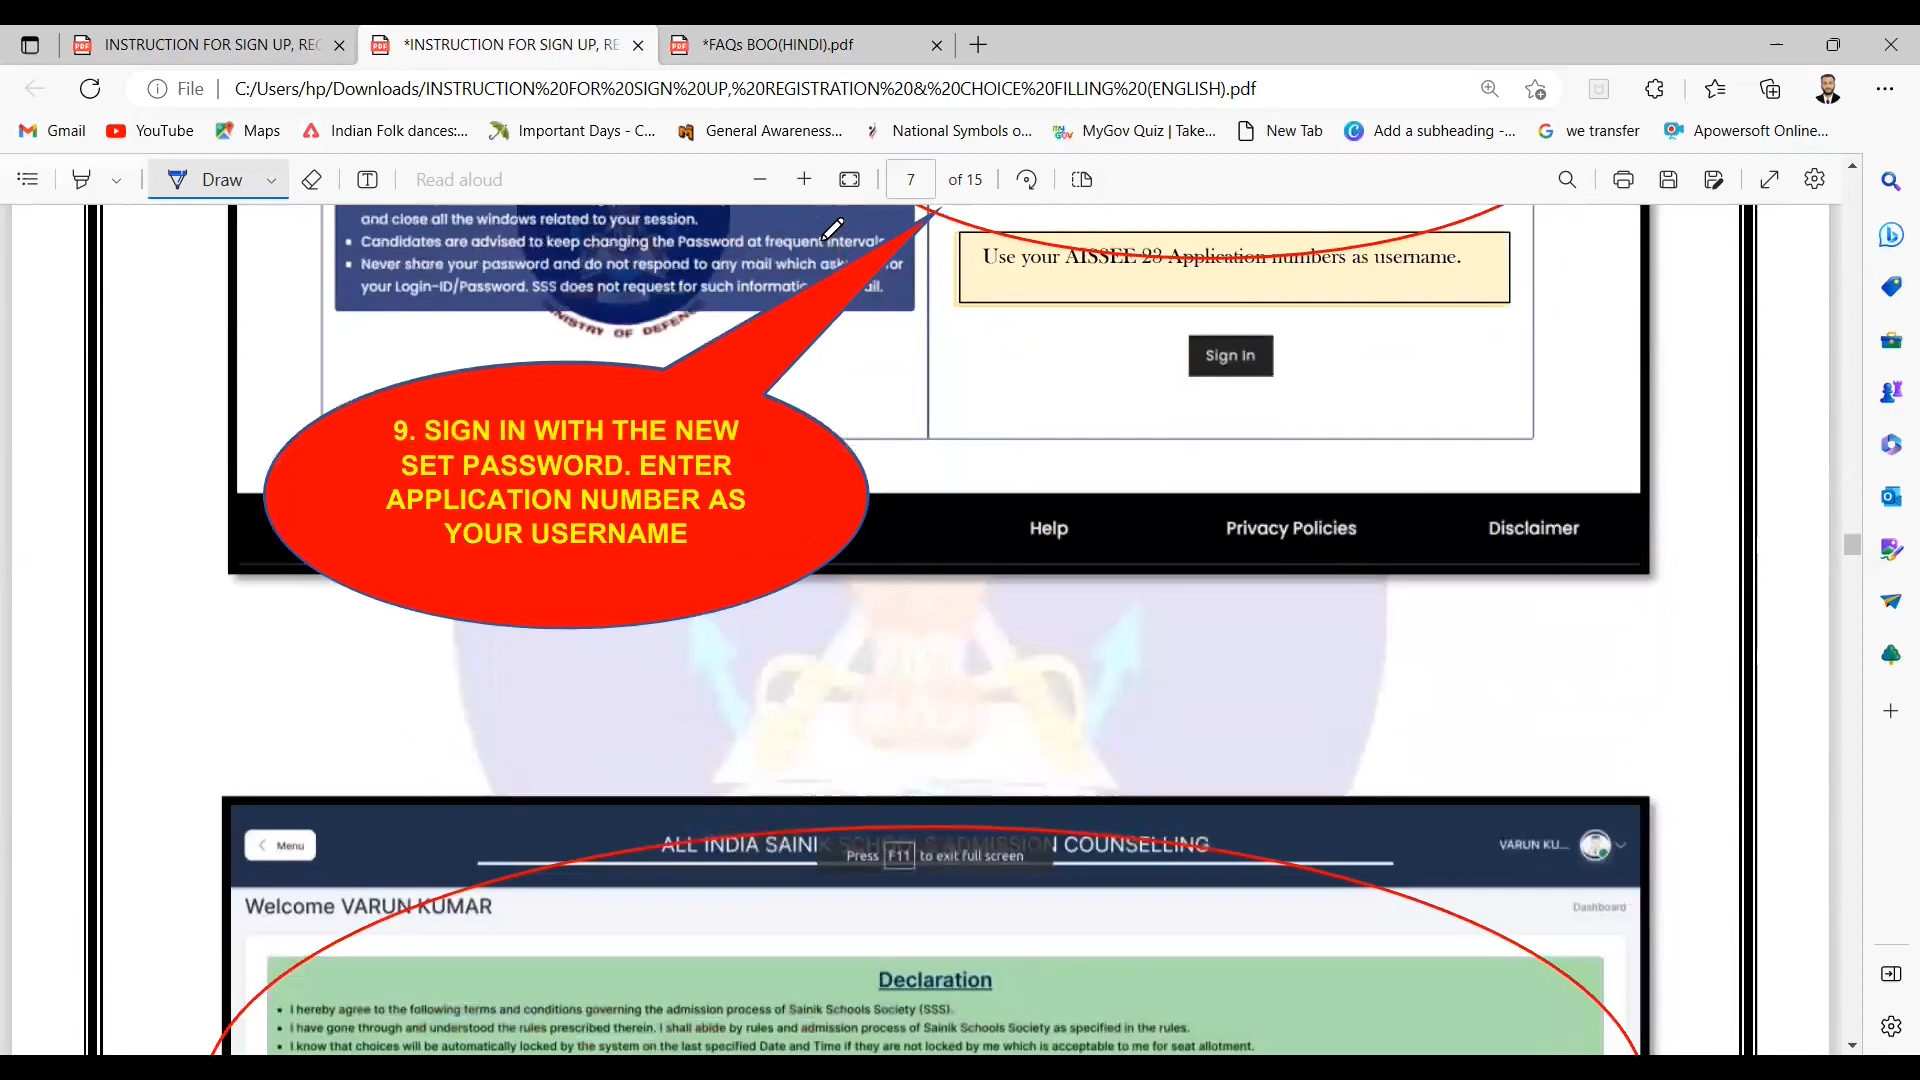 INSTRUCTION FOR SIGN UP, REC
*INSTRUCTION FOR SIGN UP, RE
*FAQs BOO(HINDI).pdf
File
C:/Users/hp/Downloads/INSTRUCTION%20FOR%20SIGN%20UP,%20REGISTRATION%20&%20CHOICE%20FILLING%20(ENGLISH).pdf
Gmail
YouTube
Maps
Indian Folk dances:...
Important Days - C...
General Awareness...
National Symbols o...
MyGov Quiz | Take...
New Tab
Add a subheading -...
we transfer
Apowersoft Online...
Draw
Read aloud
7 of 15
and close all the windows related to your session.
Candidates are advised to keep changing the Password at frequent intervals
Never share your password and do not respond to any mail which ask for
your Login-ID/Password. SSS does not request for such informati ail.
MINISTRY OF DEFEN
Use your AISSEE 23 Application numbers as username.
Sign In
9. SIGN IN WITH THE NEW
SET PASSWORD. ENTER
APPLICATION NUMBER AS
YOUR USERNAME
Help
Privacy Policies
Disclaimer
Menu
ALL INDIA SAINIK SCHOOLS ADMISSION COUNSELLING
Press F11 to exit full screen
VARUN KU...
Welcome VARUN KUMAR
Dashboard
Declaration
• I hereby agree to the following terms and conditions governing the admission process of Sainik Schools Society (SSS).
• I have gone through and understood the rules prescribed therein. I shall abide by rules and admission process of Sainik Schools Society as specified in the rules.
• I know that choices will be automatically locked by the system on the last specified Date and Time if they are not locked by me which is acceptable to me for seat allotment.